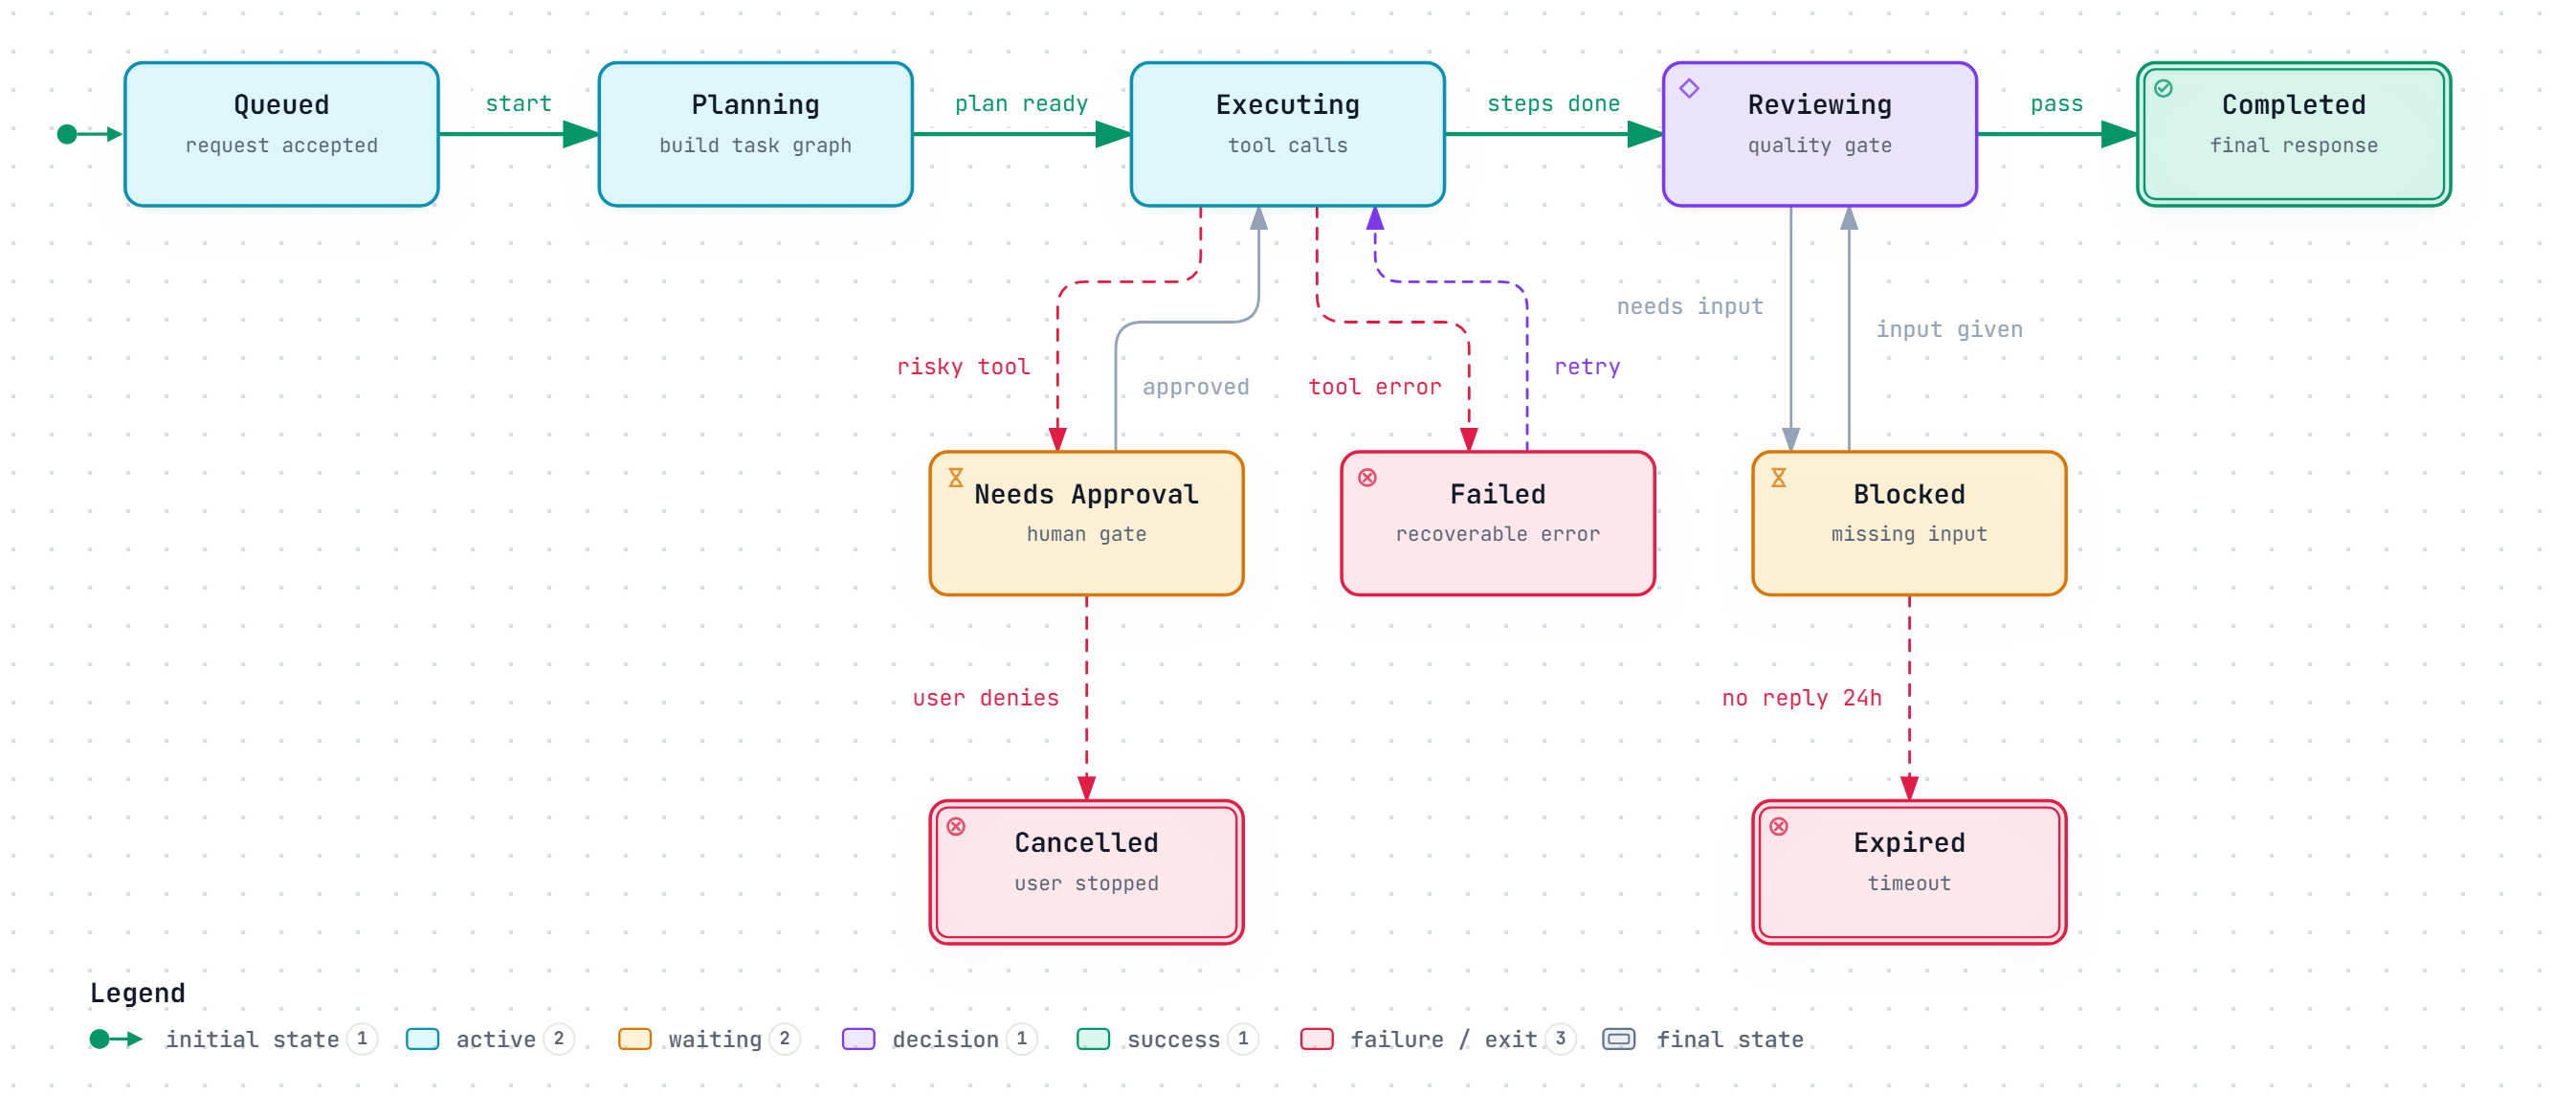 Queued
request accepted
start
Planning
build task graph
plan ready
Executing
tool calls
steps done
Reviewing
quality gate
pass
Completed
final response
needs input
input given
risky tool
approved
tool error
retry
Needs Approval
human gate
Failed
recoverable error
Blocked
missing input
user denies
no reply 24h
Cancelled
user stopped
Expired
timeout
Legend
initial state 1
active 2
waiting 2
decision 1
success 1
failure / exit 3
final state